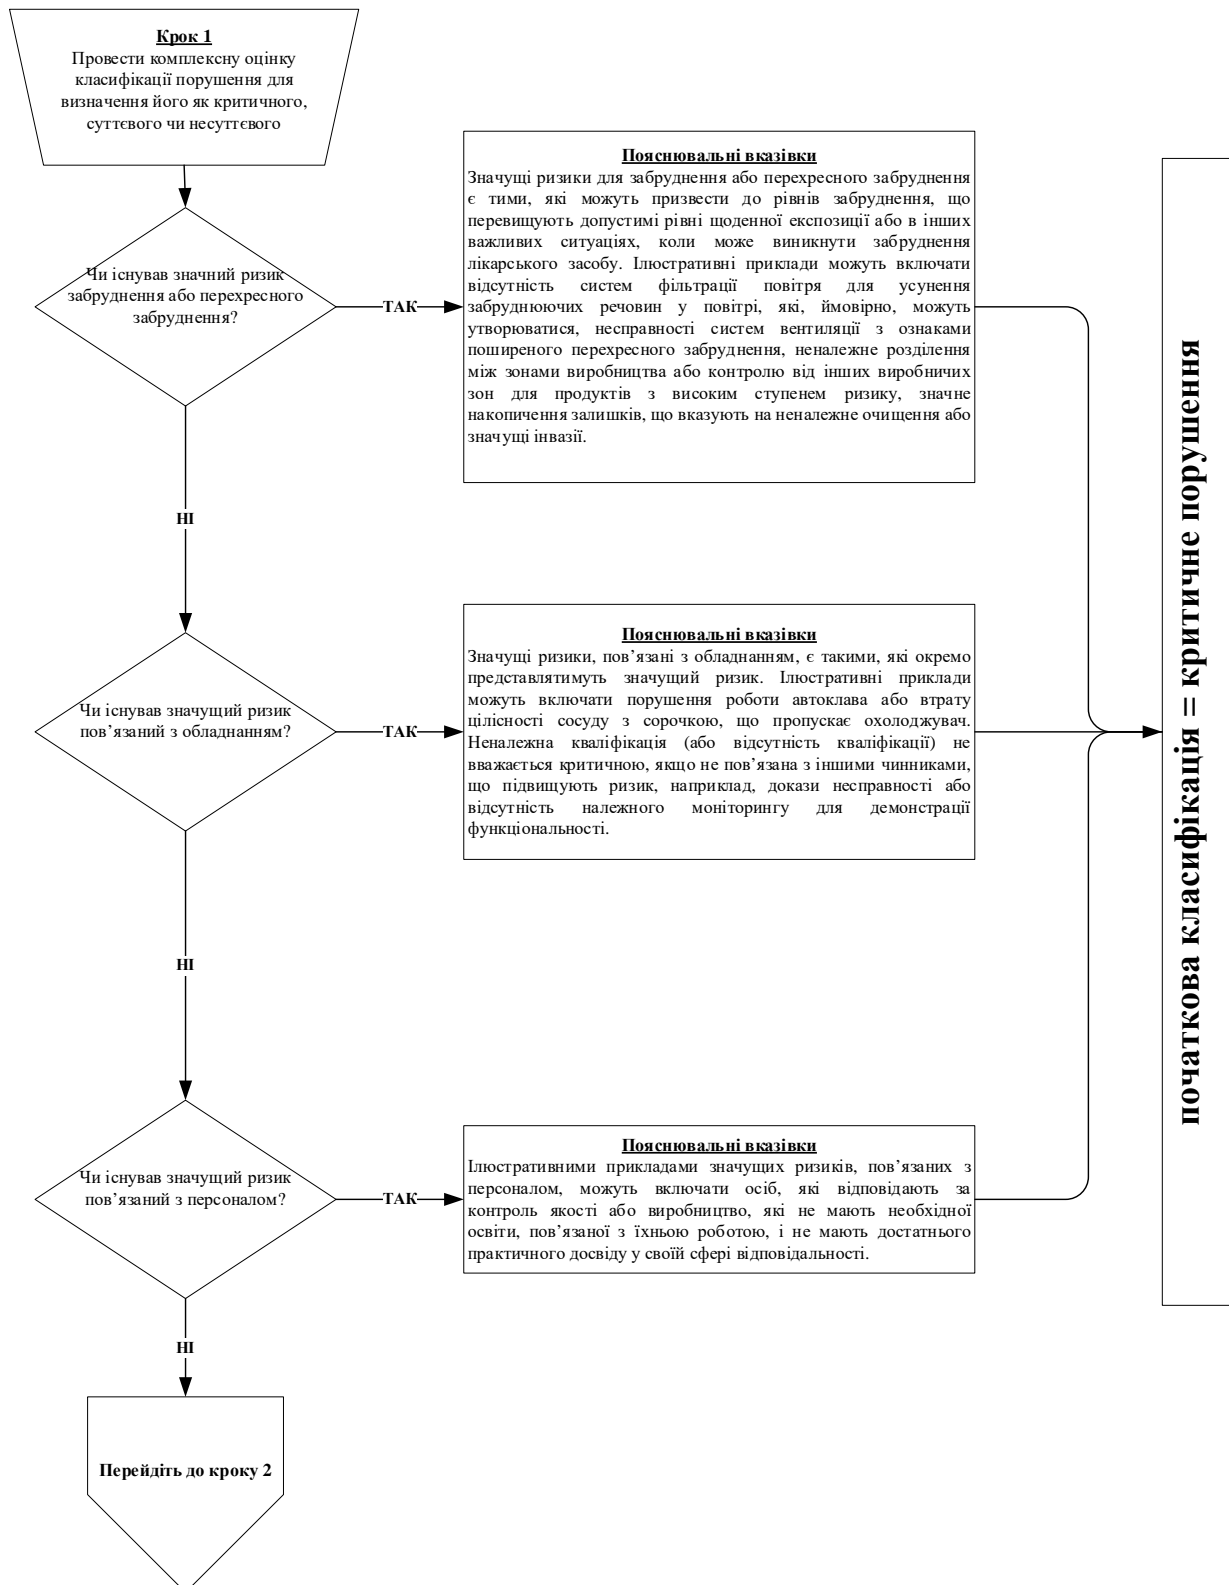 Крок 1
Провести комплексну оцінку
класифікації порушення для
визначення його як критичного,
суттєвого чи несуттєвого
Чи існував значний ризик
забруднення або перехресного
забруднення?
ТАК
Пояснювальні вказівки
Значущі ризики для забруднення або перехресного забруднення
є тими, які можуть призвести до рівнів забруднення, що
перевищують допустимі рівні щоденної експозиції або в інших
важливих ситуаціях, коли може виникнути забруднення
лікарського засобу. Ілюстративні приклади можуть включати
відсутність систем фільтрації повітря для усунення
забруднюючих речовин у повітрі, які, ймовірно, можуть
утворюватися, несправності систем вентиляції з ознаками
поширеного перехресного забруднення, неналежне розділення
між зонами виробництва або контролю від інших виробничих
зон для продуктів з високим ступенем ризику, значне
накопичення залишків, що вказують на неналежне очищення або
значущі інвазії.
НІ
Чи існував значущий ризик
пов’язаний з обладнанням?
ТАК
Пояснювальні вказівки
Значущі ризики, пов’язані з обладнанням, є такими, які окремо
представлятимуть значущий ризик. Ілюстративні приклади
можуть включати порушення роботи автоклава або втрату
цілісності сосуду з сорочкою, що пропускає охолоджувач.
Неналежна кваліфікація (або відсутність кваліфікації) не
вважається критичною, якщо не пов’язана з іншими чинниками,
що підвищують ризик, наприклад, докази несправності або
відсутність належного моніторингу для демонстрації
функціональності.
НІ
Чи існував значущий ризик
пов’язаний з персоналом?
ТАК
Пояснювальні вказівки
Ілюстративними прикладами значущих ризиків, пов’язаних з
персоналом, можуть включати осіб, які відповідають за
контроль якості або виробництво, які не мають необхідної
освіти, пов’язаної з їхньою роботою, і не мають достатнього
практичного досвіду у своїй сфері відповідальності.
НІ
Перейдіть до кроку 2
початкова класифікація = критичне порушення